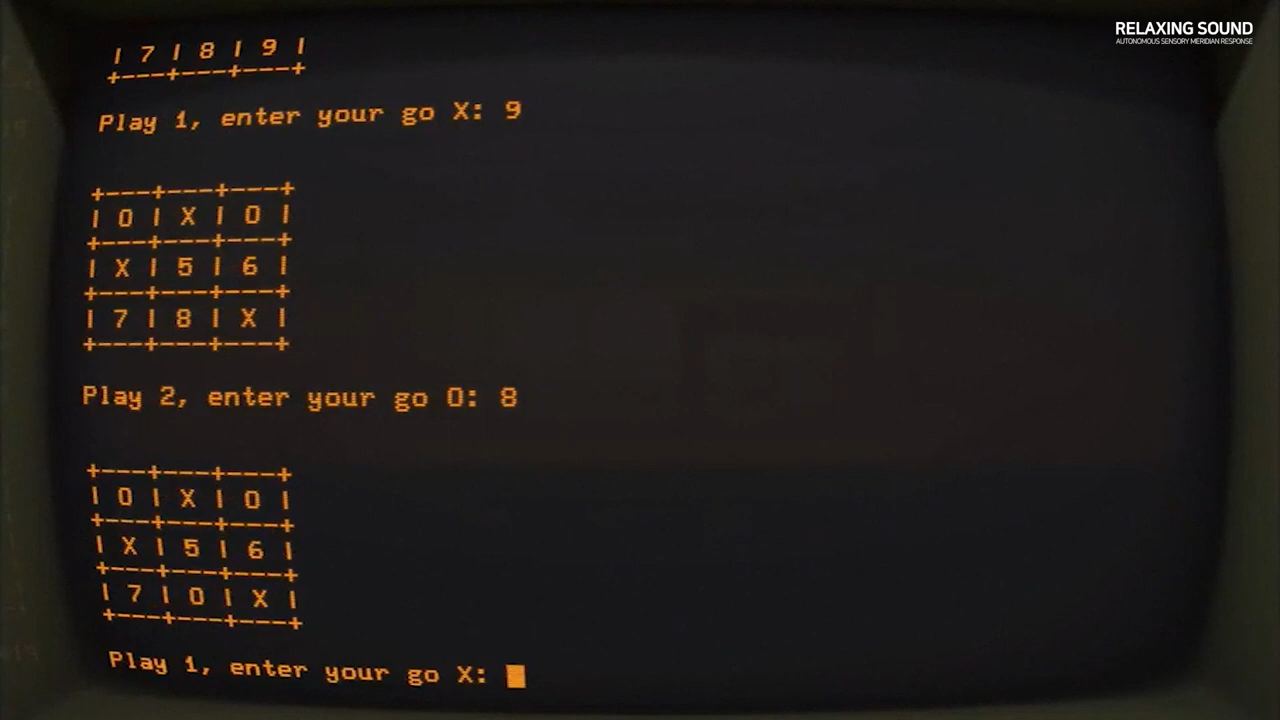 RELAXING SOUND
AUTONOMOUS SENSORY MERIDIAN RESPONSE
| 7 | 8 | 9 |
+---+---+---+
Play 1, enter your go X: 9
+---+---+---+
| O | X | O |
+---+---+---+
| X | 5 | 6 |
+---+---+---+
| 7 | 8 | X |
+---+---+---+
Play 2, enter your go O: 8
+---+---+---+
| O | X | O |
+---+---+---+
| X | 5 | 6 |
+---+---+---+
| 7 | O | X |
+---+---+---+
Play 1, enter your go X: